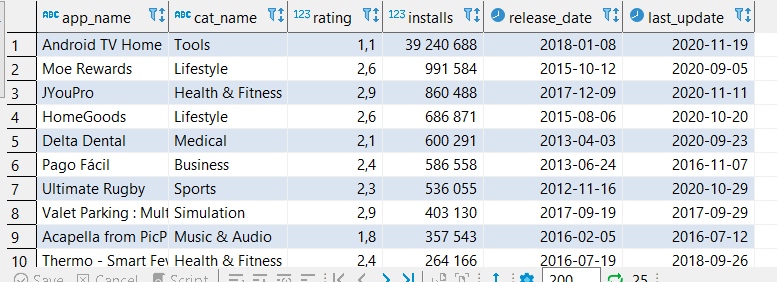 ABC app_name ABC cat_name 123 rating 123 installs release_date last_update
1 Android TV Home Tools 1,1 39 240 688 2018-01-08 2020-11-19
2 Moe Rewards Lifestyle 2,6 991 584 2015-10-12 2020-09-05
3 JYouPro Health & Fitness 2,9 860 488 2017-12-09 2020-11-11
4 HomeGoods Lifestyle 2,6 686 871 2015-08-06 2020-10-20
5 Delta Dental Medical 2,1 600 291 2013-04-03 2020-09-23
6 Pago Fácil Business 2,4 586 558 2013-06-24 2016-11-07
7 Ultimate Rugby Sports 2,3 536 055 2012-11-16 2020-10-29
8 Valet Parking : Mult Simulation 2,9 403 130 2017-09-19 2017-09-29
9 Acapella from PicP Music & Audio 1,8 357 543 2016-02-05 2016-07-12
10 Thermo - Smart Fev Health & Fitness 2,4 264 166 2016-07-19 2018-09-26
Save Cancel Script 200 25